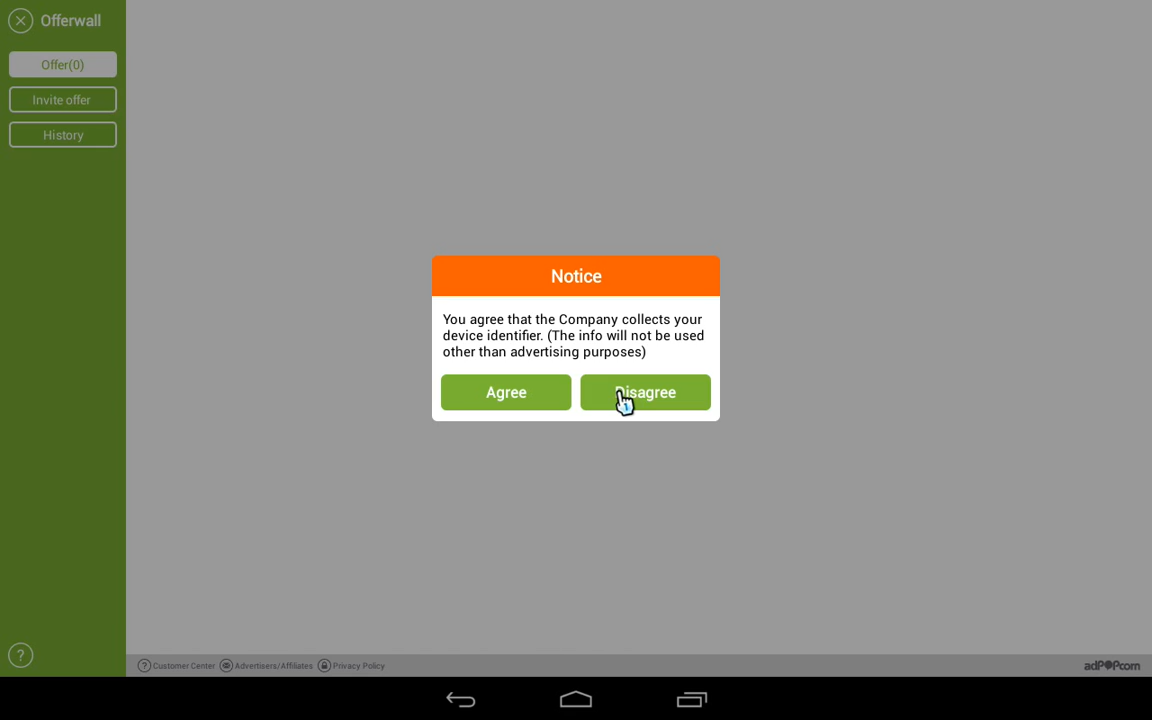 Offerwall
Offer(0)
Invite offer
History
Notice
You agree that the Company collects your
device identifier. (The info will not be used
other than advertising purposes)
Agree
Disagree
?
? Customer Center
Advertisers/Affiliates
Privacy Policy
adPOPcorn